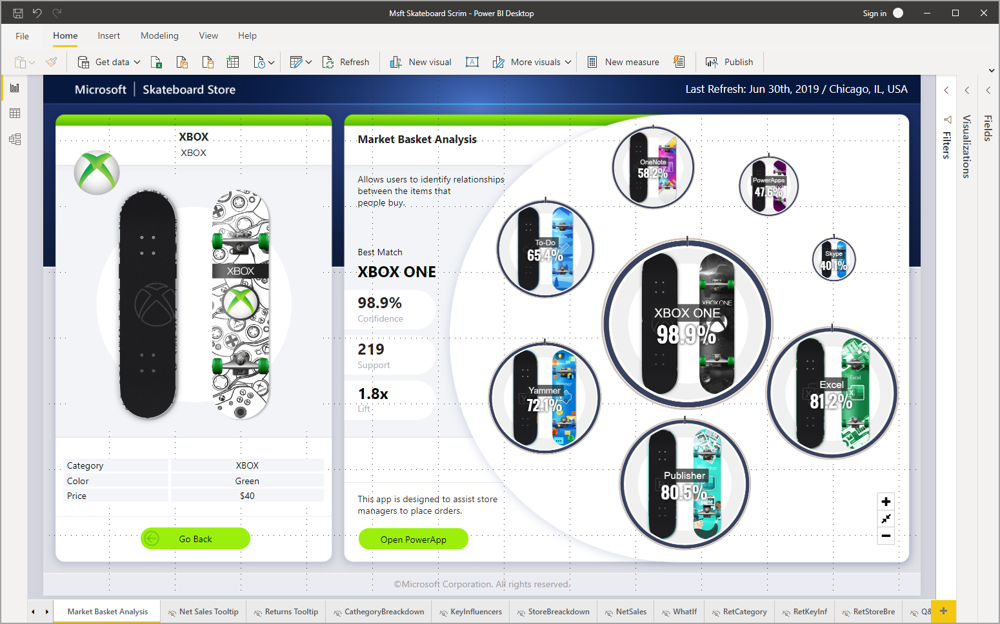 Msft Skateboard Scrim - Power BI Desktop
Sign in
File
Home
Insert
Modeling
View
Help
Get data
Refresh
New visual
A
More visuals
New measure
Publish
Microsoft | Skateboard Store
Last Refresh: Jun 30th, 2019 / Chicago, IL, USA
XBOX
XBOX
XBOX
Category XBOX
Color Green
Price $40
Go Back
Market Basket Analysis
Allows users to identify relationships
between the items that
people buy.
Best Match
XBOX ONE
98.9%
Confidence
219
Support
1.8x
Lift
This app is designed to assist store
managers to place orders.
Open PowerApp
OneNote
58.2%
PowerApps
47.6%
To-Do
65.4%
Skype
40.1%
XBOX ONE
XBOX ONE
98.9%
Yammer
72.1%
Excel
Excel
81.2%
Publisher
80.5%
Filters
Visualizations
Fields
©Microsoft Corporation. All rights reserved.
Market Basket Analysis
Net Sales Tooltip
Returns Tooltip
CathegoryBreackdown
KeyInfluencers
StoreBreackdown
NetSales
WhatIf
RetCategory
RetKeyInf
RetStoreBre
Q&